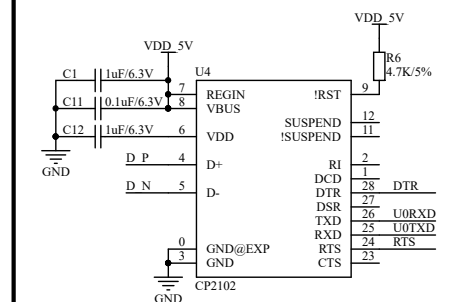 VDD_5V
R6
4.7K/5%
VDD_5V
U4
C1 1uF/6.3V
7 REGIN !RST 9
C11 0.1uF/6.3V
8 VBUS
SUSPEND 12
C12 1uF/6.3V
6 VDD !SUSPEND 11
D_P 4 D+ RI 2
DCD 1
GND
D_N 5 D- DTR 28 DTR
DSR 27
TXD 26 U0RXD
RXD 25 U0TXD
0 GND@EXP RTS 24 RTS
3 GND CTS 23
CP2102
GND